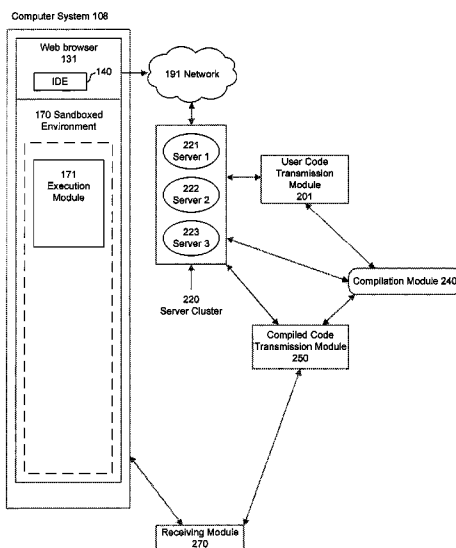 Computer System 108
Web browser
131
140
IDE
191 Network
170 Sandboxed
Environment
171
Execution
Module
221
Server 1
222
Server 2
223
Server 3
User Code
Transmission
Module
201
220
Server Cluster
Compilation Module 240
Compiled Code
Transmission Module
250
Receiving Module
270